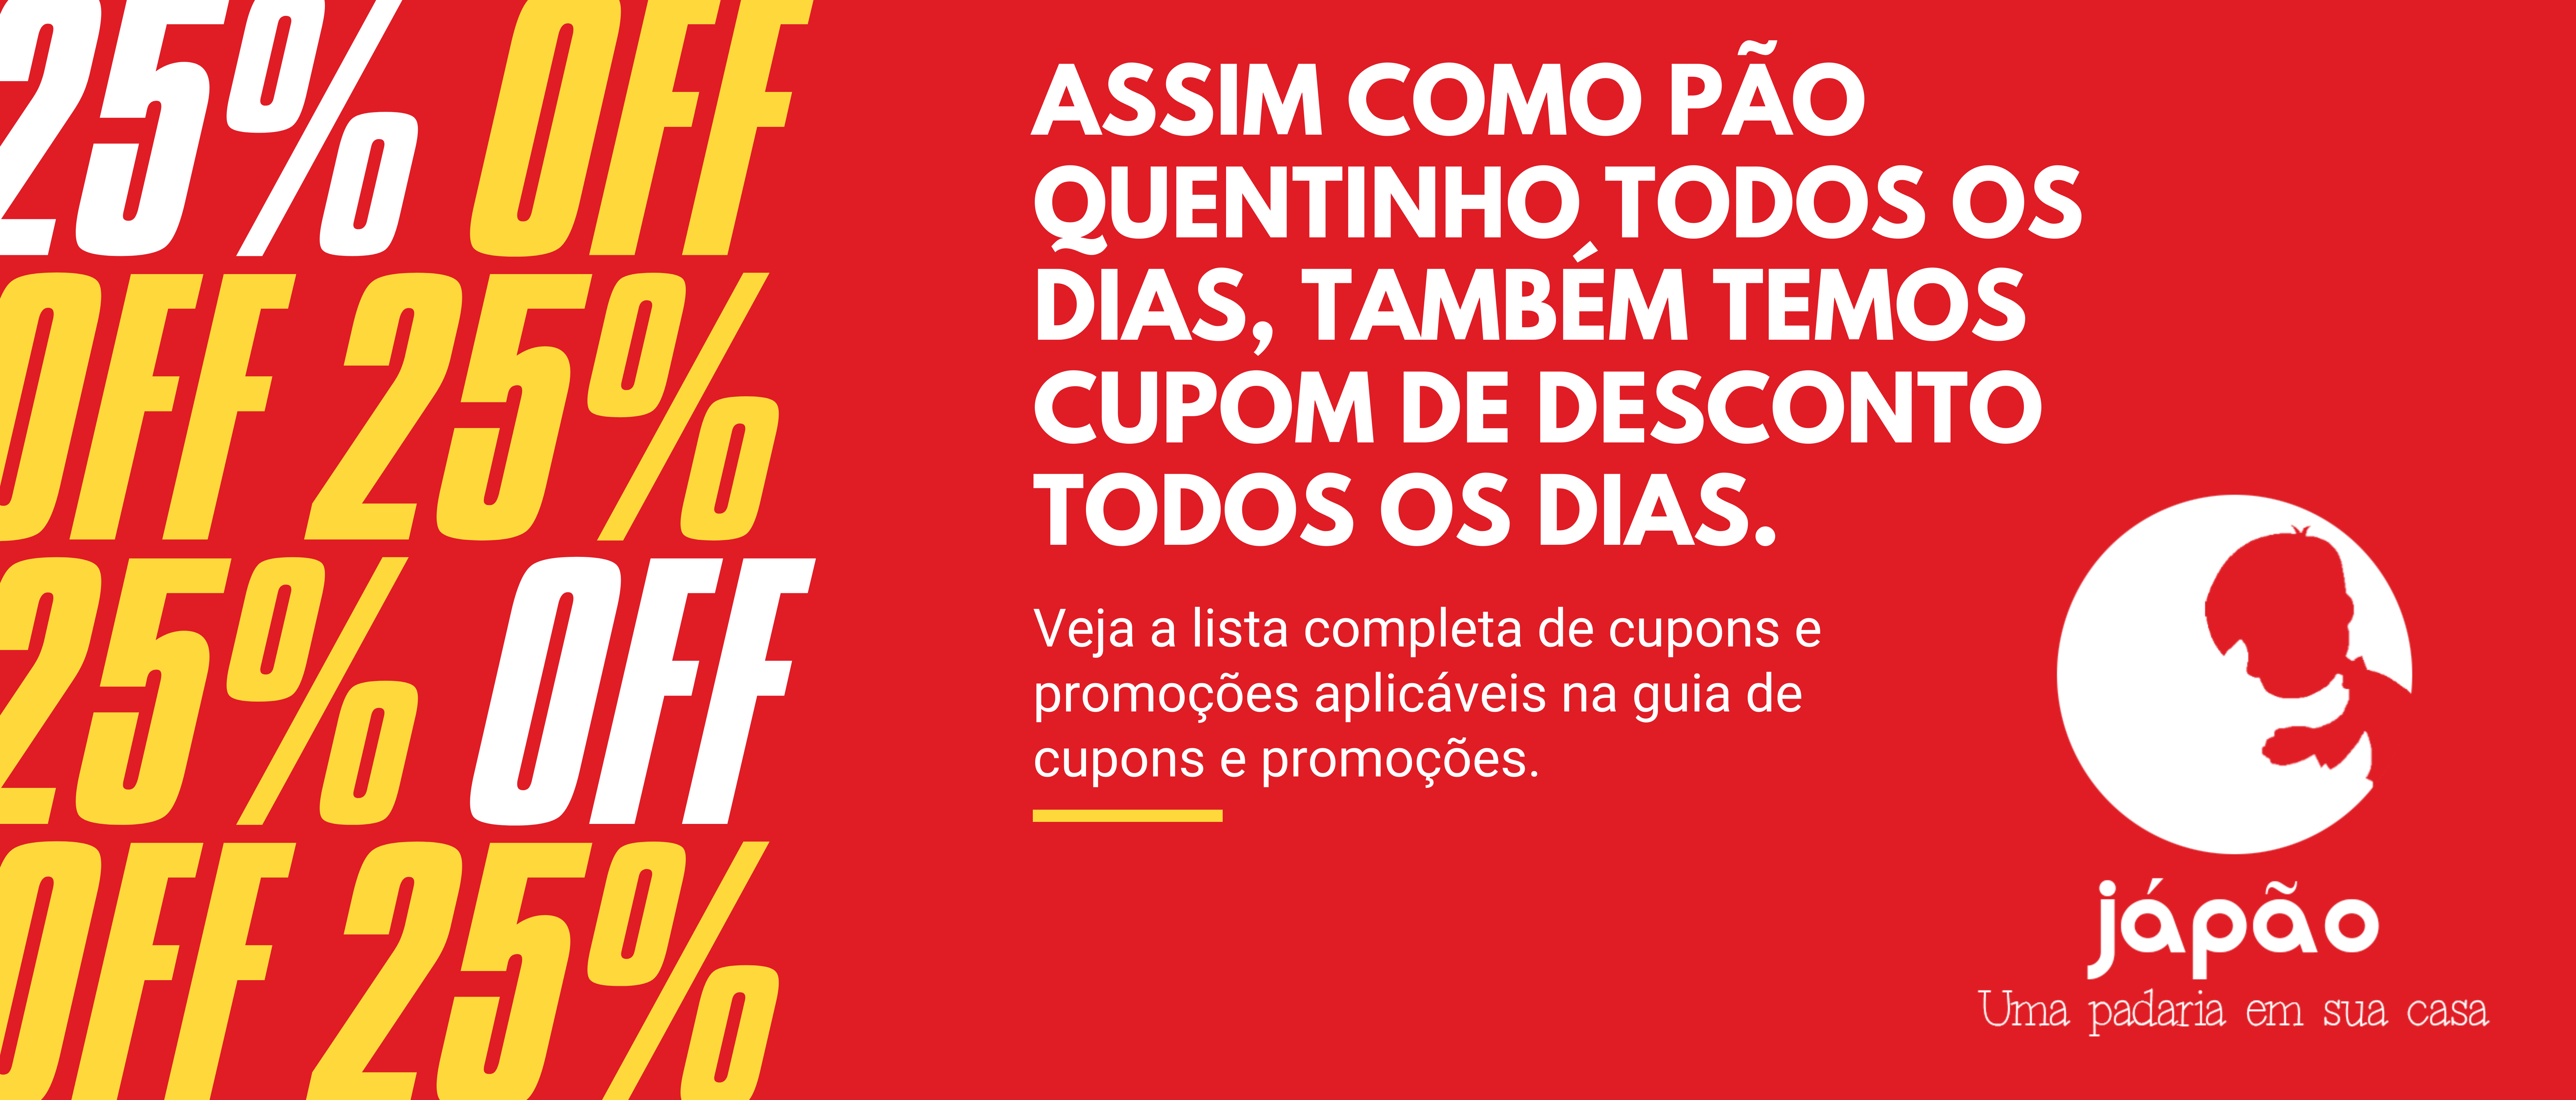 25% OFF
OFF 25%
25% OFF
OFF 25%
ASSIM COMO PÃO
QUENTINHO TODOS OS
DIAS, TAMBÉM TEMOS
CUPOM DE DESCONTO
TODOS OS DIAS.
Veja a lista completa de cupons e
promoções aplicáveis na guia de
cupons e promoções.
jápão
Uma padaria em sua casa